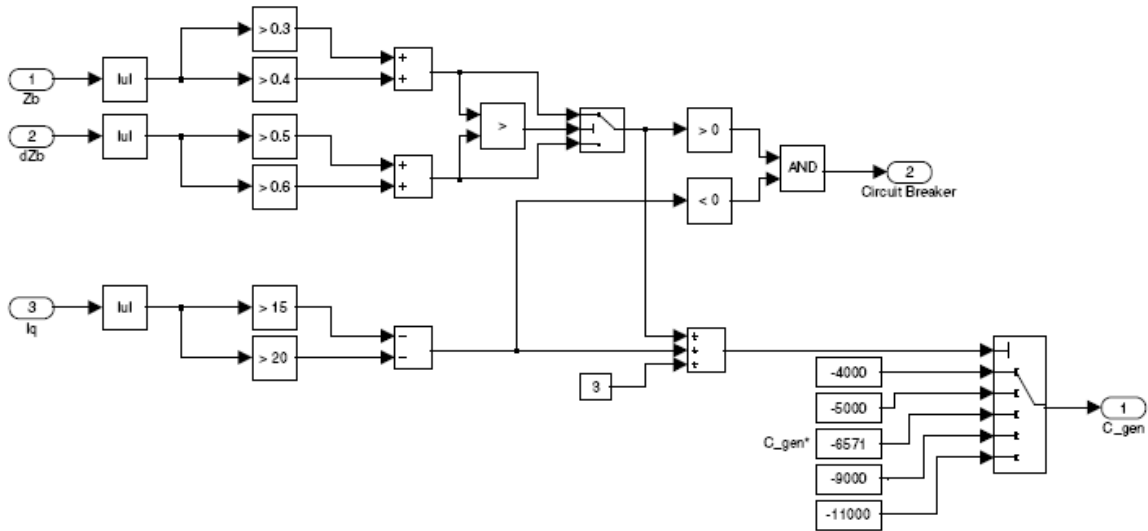 > 0.3
1
Zb
|u|
> 0.4
+
+
2
dZb
|u|
> 0.5
> 0.6
+
+
>
> 0
< 0
AND
2
Circuit Breaker
3
Iq
|u|
> 15
> 20
−
−
3
+
+
+
-4000
-5000
C_gen*
-6571
-9000
-11000
1
C_gen